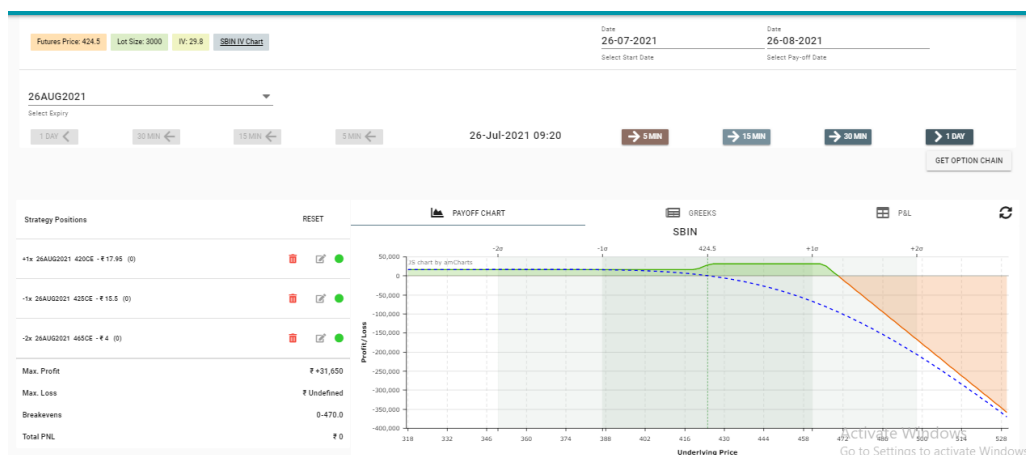 Futures Price: 424.5 Lot Size: 3000 IV: 29.8 SBIN IV Chart
Date
26-07-2021
Select Start Date
Date
26-08-2021
Select Pay-off Date
26AUG2021
Select Expiry
1 DAY 30 MIN 15 MIN 5 MIN 26-Jul-2021 09:20 5 MIN 15 MIN 30 MIN 1 DAY
GET OPTION CHAIN
Strategy Positions RESET
+1x 26AUG2021 420CE - ₹ 17.95 (0)
-1x 26AUG2021 425CE - ₹ 15.5 (0)
-2x 26AUG2021 465CE - ₹ 4 (0)
Max. Profit ₹ +31,650
Max. Loss ₹ Undefined
Breakevens 0-470.0
Total PNL ₹ 0
PAYOFF CHART GREEKS P&L
SBIN
-2σ -1σ 424.5 +1σ +2σ
JS chart by amCharts
50,000
0
-50,000
-100,000
-150,000
-200,000
-250,000
-300,000
-350,000
-400,000
Profit/Loss
318 332 346 360 374 388 402 416 430 444 458 472 486 500 514 528
Underlying Price
Activate Windows
Go to Settings to activate Windows